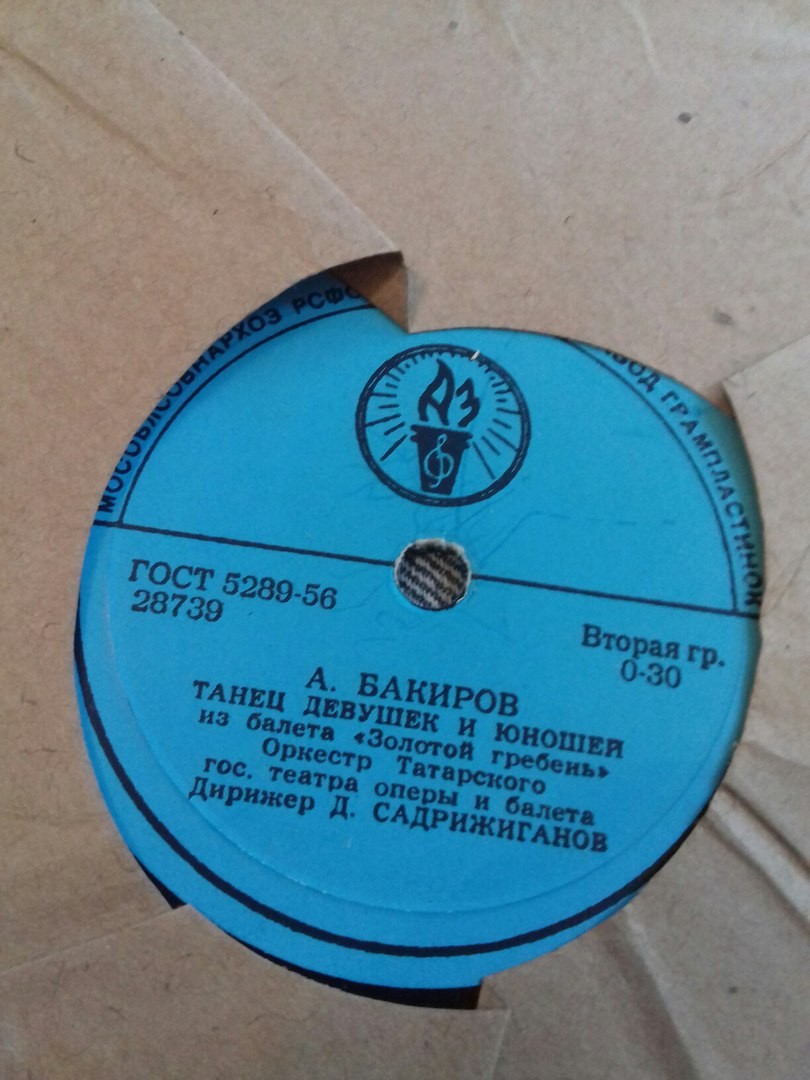 МОСОБЛСОВНАРХОЗ РСФС
ЗАВОД ГРАМПЛАСТИНОК
АЗ
ГОСТ 5289-56
28739
Вторая гр.
0-30
А. БАКИРОВ
ТАНЕЦ ДЕВУШЕК И ЮНОШЕЙ
из балета «Золотой гребень»
Оркестр Татарского
гос. театра оперы и балета
Дирижер Д. САДРИЖИГАНОВ